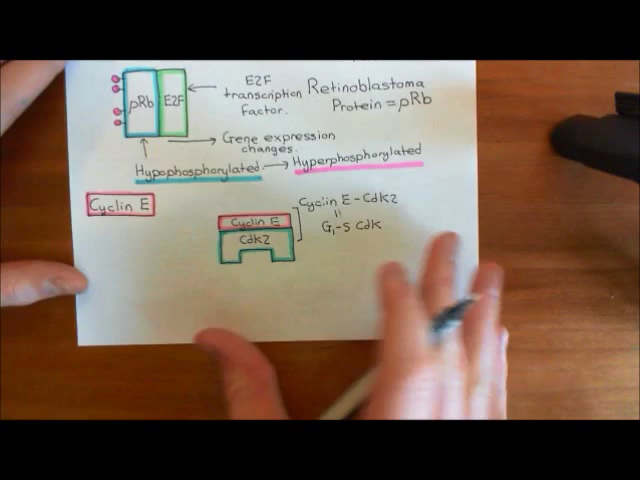 pRb
E2F
E2F
transcription
factor.
Retinoblastoma
Protein = pRb
Gene expression
changes.
Hypophosphorylated
Hyperphosphorylated
Cyclin E
Cyclin E
Cdk2
Cyclin E - Cdk2
=
G₁-S Cdk